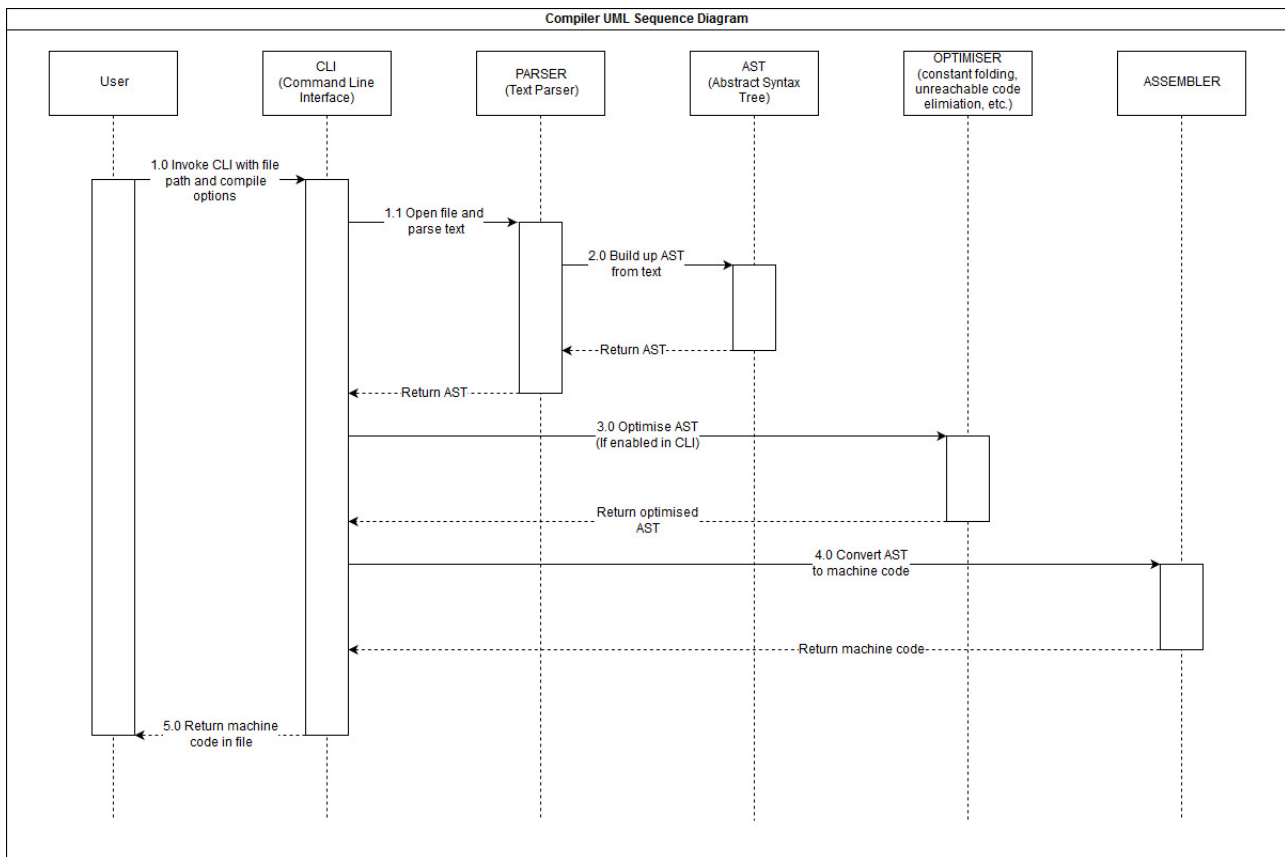 Compiler UML Sequence Diagram
User
CLI
(Command Line
Interface)
PARSER
(Text Parser)
AST
(Abstract Syntax
Tree)
OPTIMISER
(constant folding,
unreachable code
elimiation, etc.)
ASSEMBLER
1.0 Invoke CLI with file
path and compile
options
1.1 Open file and
parse text
2.0 Build up AST
from text
Return AST
Return AST
3.0 Optimise AST
(If enabled in CLI)
Return optimised
AST
4.0 Convert AST
to machine code
Return machine code
5.0 Return machine
code in file